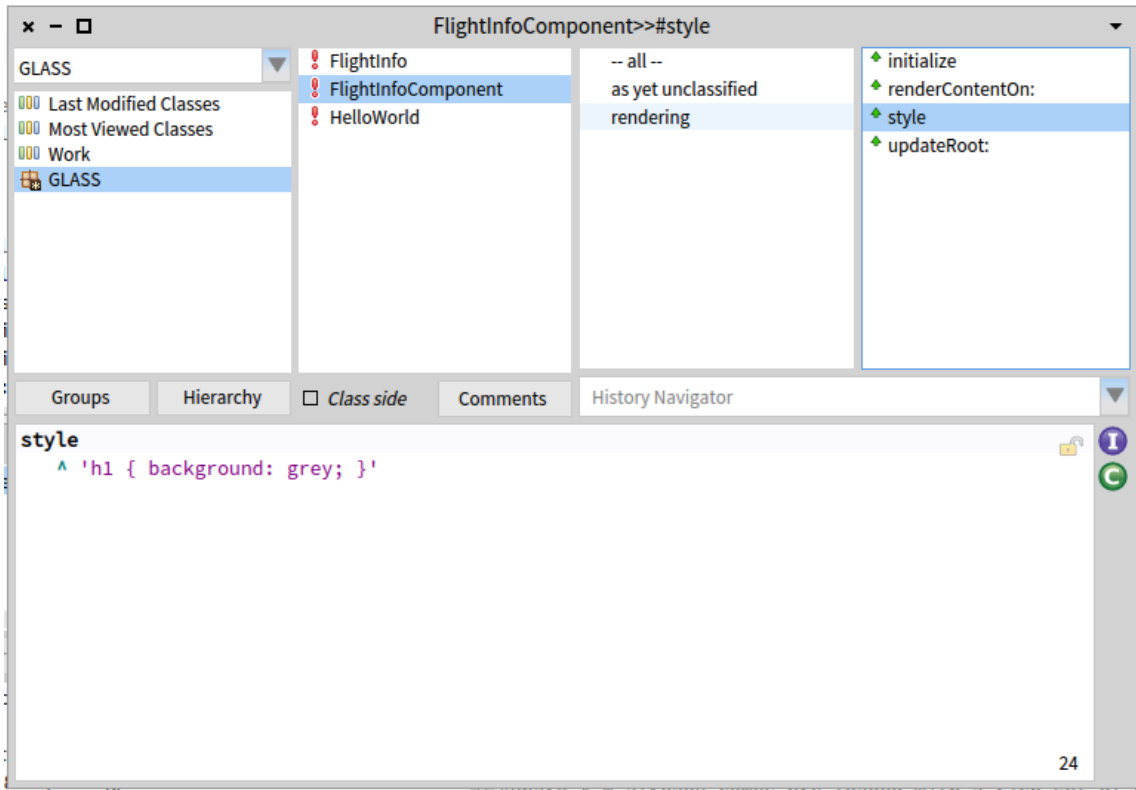 FlightInfoComponent>>#style
GLASS
Last Modified Classes
Most Viewed Classes
Work
GLASS
FlightInfo
FlightInfoComponent
HelloWorld
-- all --
as yet unclassified
rendering
initialize
renderContentOn:
style
updateRoot:
Groups
Hierarchy
Class side
Comments
History Navigator
style
^ 'h1 { background: grey; }'
I
C
24